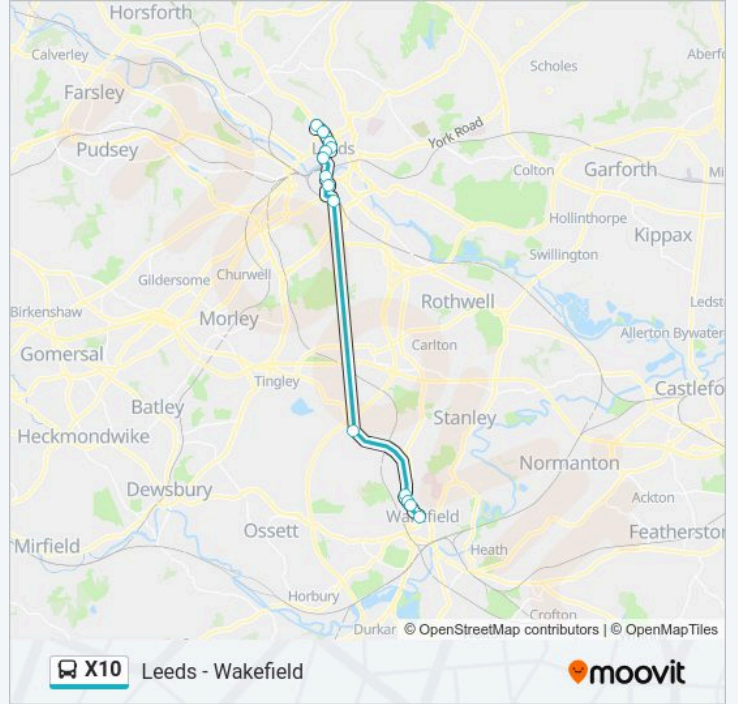 Horsforth
Calverley
Scholes
Aberf
Farsley
York Road
Pudsey
Leeds
Colton
Garforth
Mi
Hollinthorpe
Kippax
Swillington
Gildersome
Churwell
Rothwell
Ledst
Birkenshaw
Morley
Allerton Bywater
Carlton
Gomersal
Tingley
Castlefo
Batley
Stanley
Heckmondwike
Normanton
Dewsbury
Ackton
Wakefield
Ossett
Featherstor
Mirfield
Heath
Horbury
Crofton
Durkar
© OpenStreetMap contributors | © OpenMapTiles
X10 Leeds - Wakefield
moovit